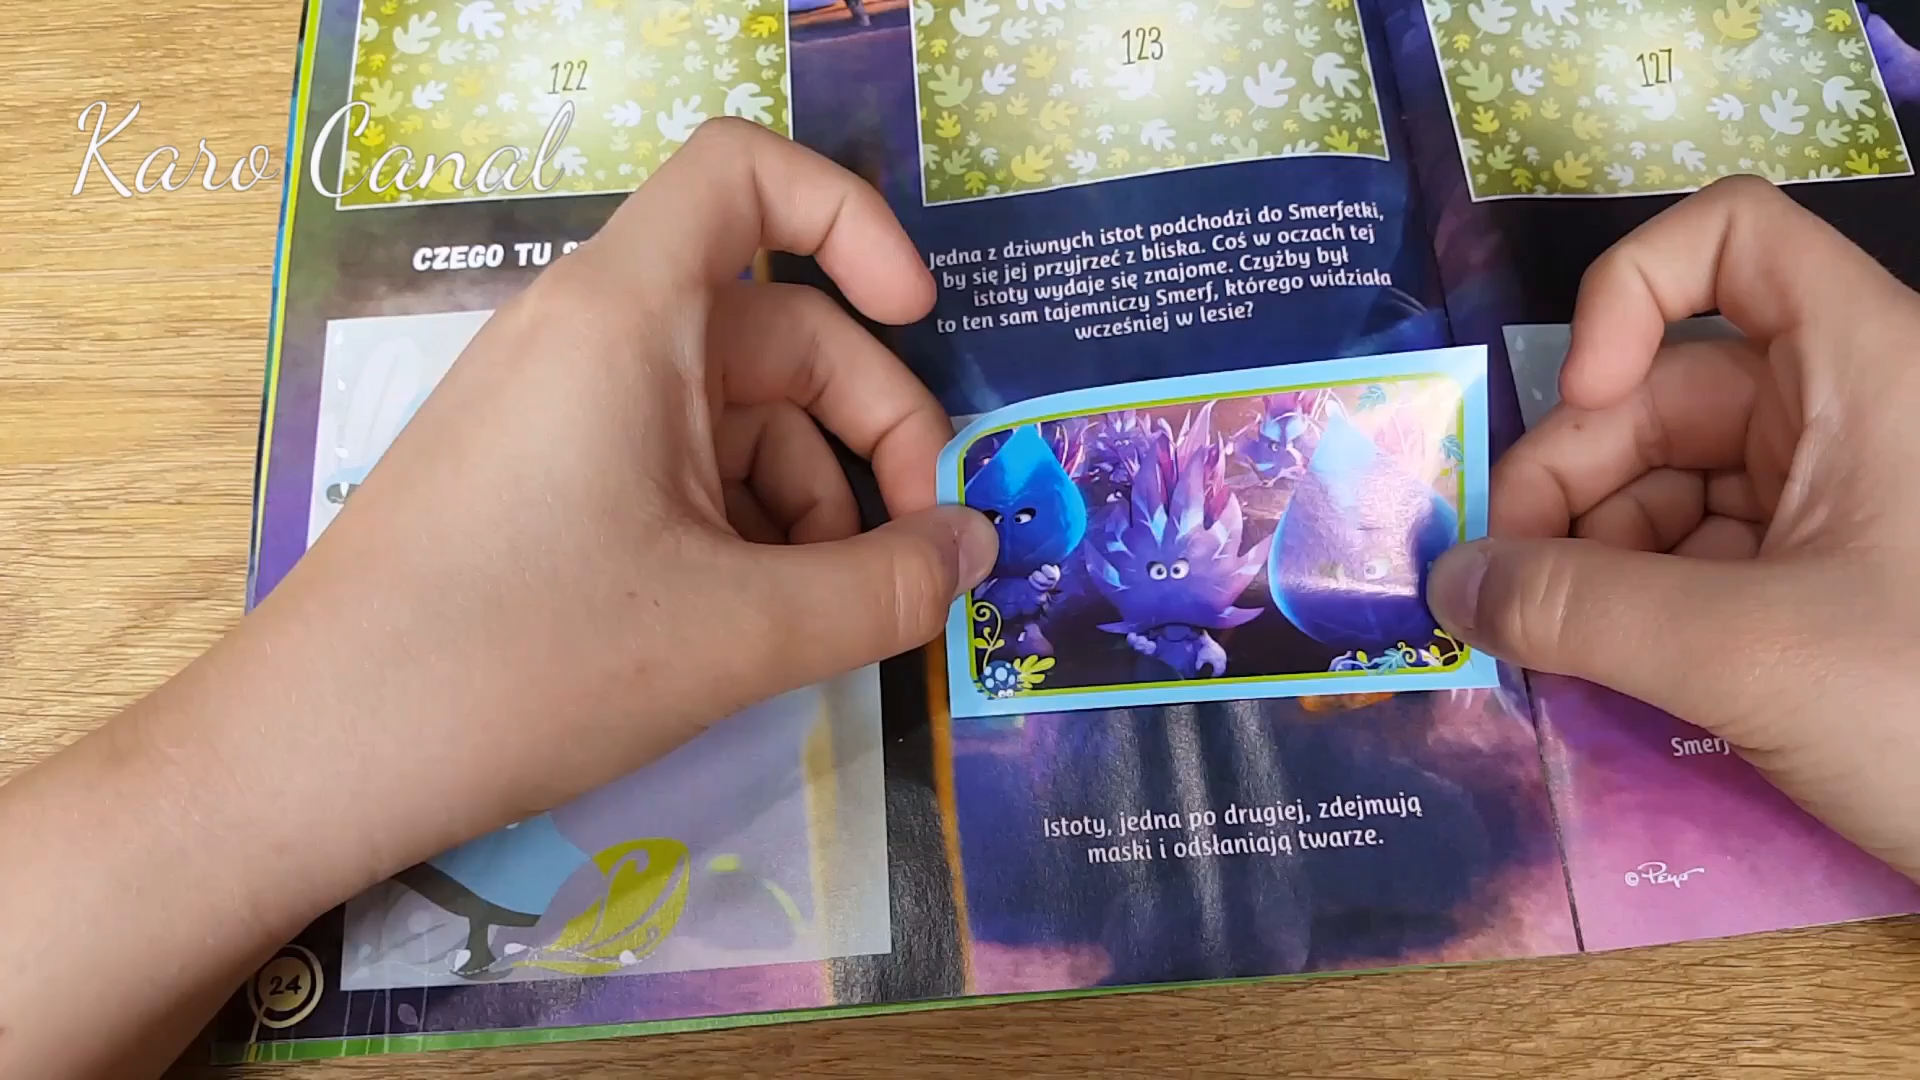 122
123
127
Karo Canal
CZEGO TU
Jedna z dziwnych istot podchodzi do Smerfetki,
by się jej przyjrzeć z bliska. Coś w oczach tej
istoty wydaje się znajome. Czyżby był
to ten sam tajemniczy Smerf, którego widziała
wcześniej w lesie?
Istoty, jedna po drugiej, zdejmują
maski i odsłaniają twarze.
© Peyo
24